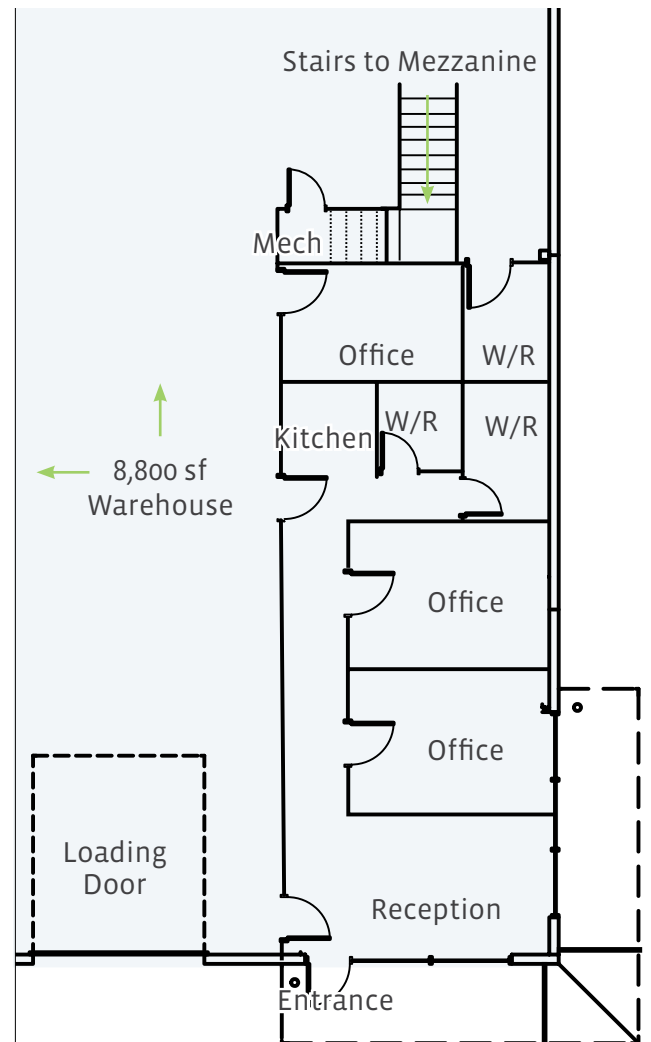 Stairs to Mezzanine
Mech
Office
W/R
W/R
W/R
Kitchen
8,800 sf
Warehouse
Office
Office
Loading
Door
Reception
Entrance